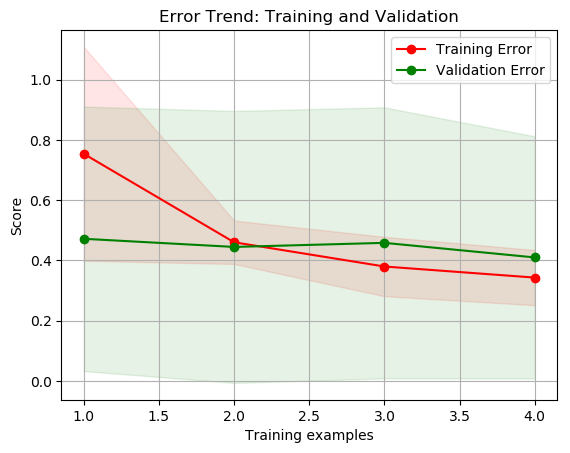 Error Trend: Training and Validation
Training Error
Validation Error
Score
1.0
0.8
0.6
0.4
0.2
0.0
1.0 1.5 2.0 2.5 3.0 3.5 4.0
Training examples